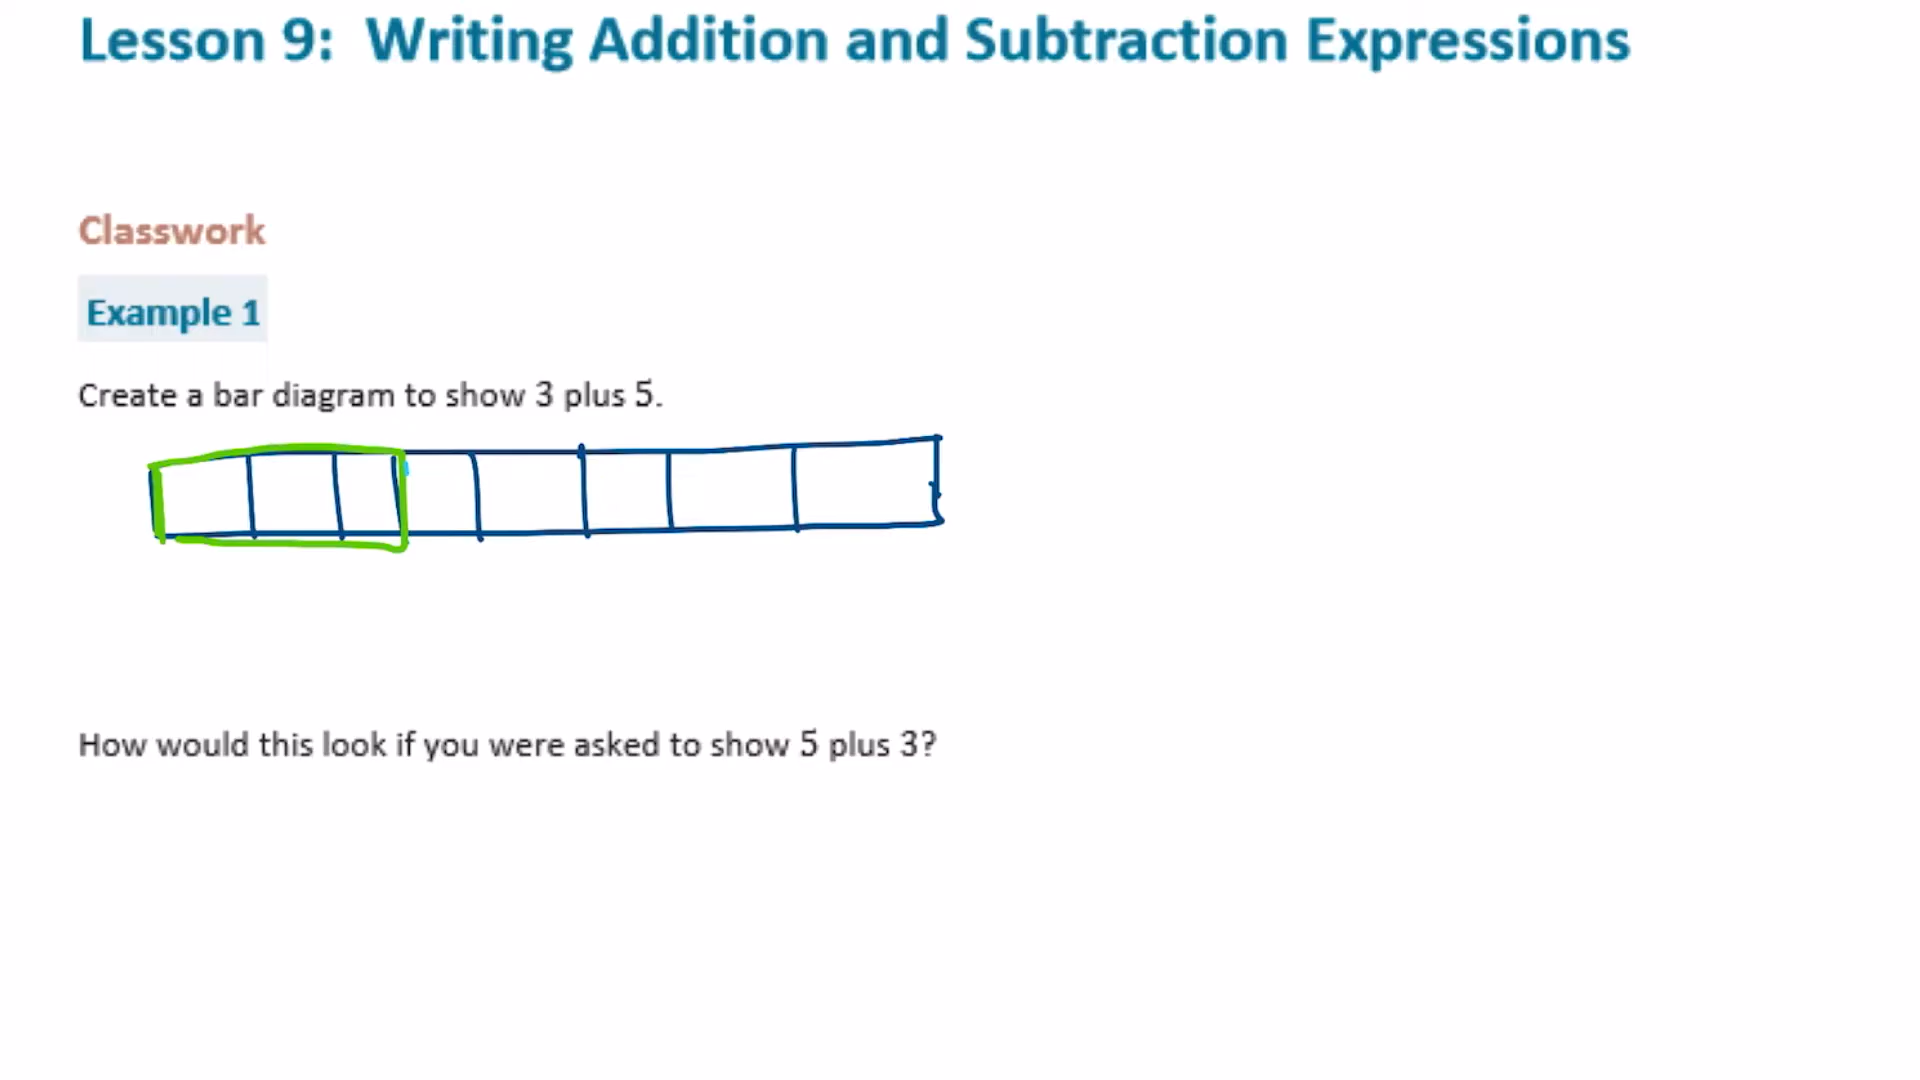 Lesson 9: Writing Addition and Subtraction Expressions
Classwork
Example 1
Create a bar diagram to show 3 plus 5.
How would this look if you were asked to show 5 plus 3?